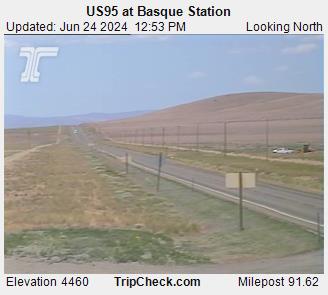 US95 at Basque Station
Updated: Jun 24 2024 12:53 PM Looking North
Elevation 4460 TripCheck.com Milepost 91.62